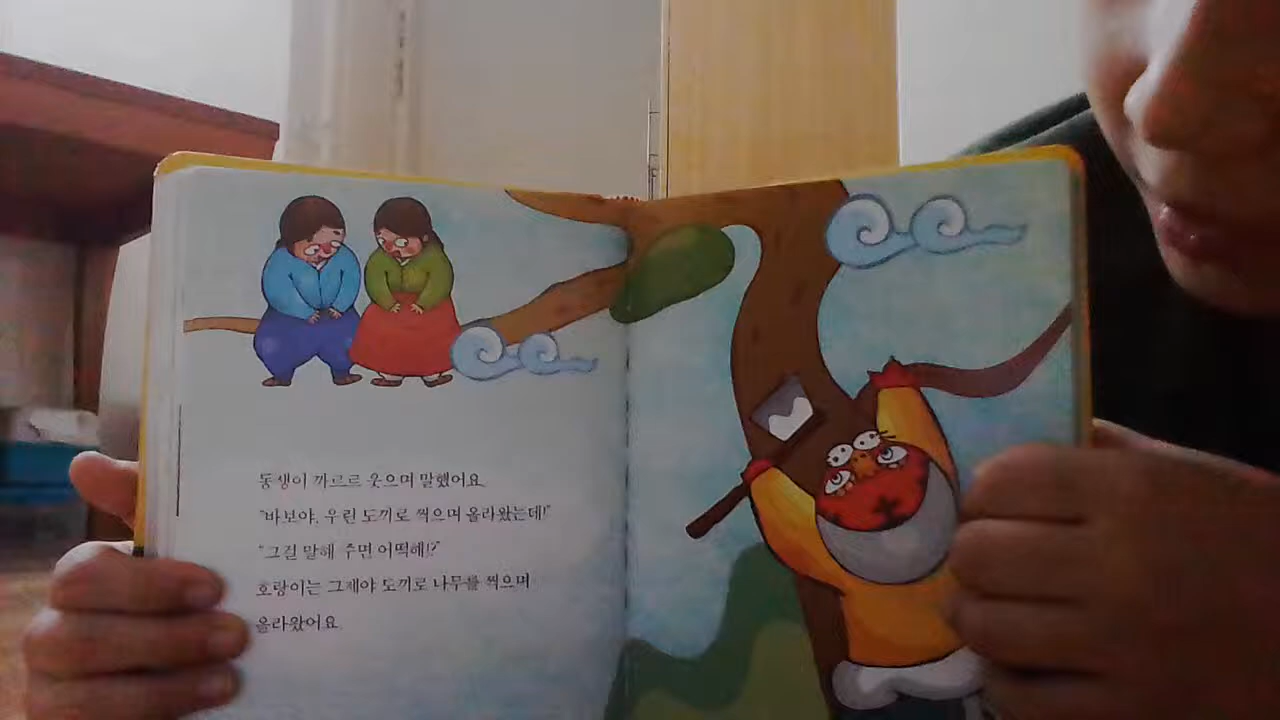 동생이 까르르 웃으며 말했어요.
"바보야, 우린 도끼로 찍으며 올라왔는데!"
"그걸 말해 주면 어떡해!?"
호랑이는 그제야 도끼로 나무를 찍으며
올라왔어요.